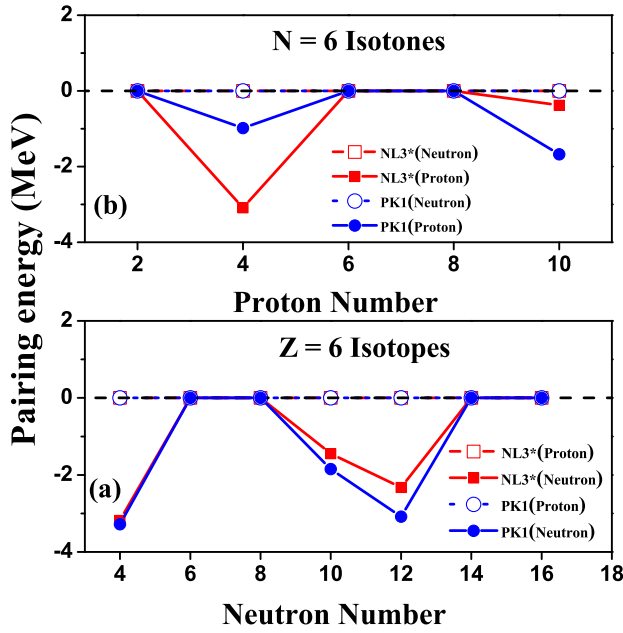 Pairing energy (MeV)
2
N = 6 Isotones
0
-2
NL3*(Neutron)
NL3*(Proton)
PK1(Neutron)
PK1(Proton)
(b)
-4
2 4 6 8 10
Proton Number
2
Z = 6 Isotopes
0
-2
NL3*(Proton)
NL3*(Neutron)
PK1(Proton)
PK1(Neutron)
(a)
-4
4 6 8 10 12 14 16 18
Neutron Number